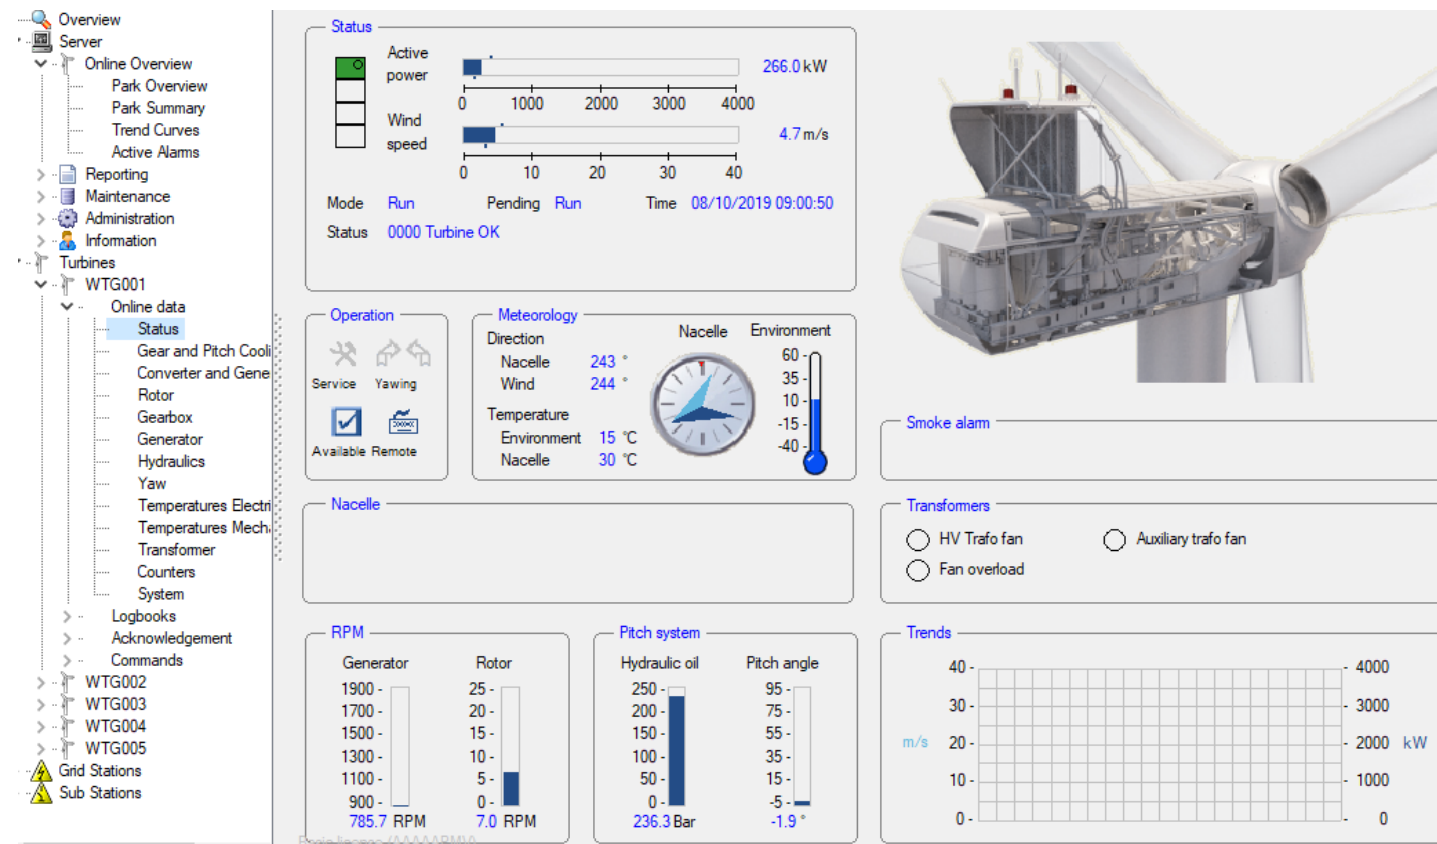 Overview
Server
Online Overview
Park Overview
Park Summary
Trend Curves
Active Alarms
Reporting
Maintenance
Administration
Information
Turbines
WTG001
Online data
Status
Gear and Pitch Cooli
Converter and Gene
Rotor
Gearbox
Generator
Hydraulics
Yaw
Temperatures Electri
Temperatures Mech
Transformer
Counters
System
Logbooks
Acknowledgement
Commands
WTG002
WTG003
WTG004
WTG005
Grid Stations
Sub Stations
Status
Active power 266.0 kW
0 1000 2000 3000 4000
Wind speed 4.7 m/s
0 10 20 30 40
Mode Run Pending Run Time 08/10/2019 09:00:50
Status 0000 Turbine OK
Operation
Service Yawing
Available Remote
Meteorology
Direction
Nacelle 243 °
Wind 244 °
Temperature
Environment 15 °C
Nacelle 30 °C
Nacelle
Environment
60 -
35 -
10 -
-15 -
-40 -
Smoke alarm
Nacelle
Transformers
HV Trafo fan Auxiliary trafo fan
Fan overload
RPM
Generator
1900 -
1700 -
1500 -
1300 -
1100 -
900 -
785.7 RPM
Rotor
25 -
20 -
15 -
10 -
5 -
0 -
7.0 RPM
Pitch system
Hydraulic oil
250 -
200 -
150 -
100 -
50 -
0 -
236.3 Bar
Pitch angle
95 -
75 -
55 -
35 -
15 -
-5 -
-1.9 °
Trends
40 - - 4000
30 - - 3000
m/s 20 - - 2000 kW
10 - - 1000
0 - - 0